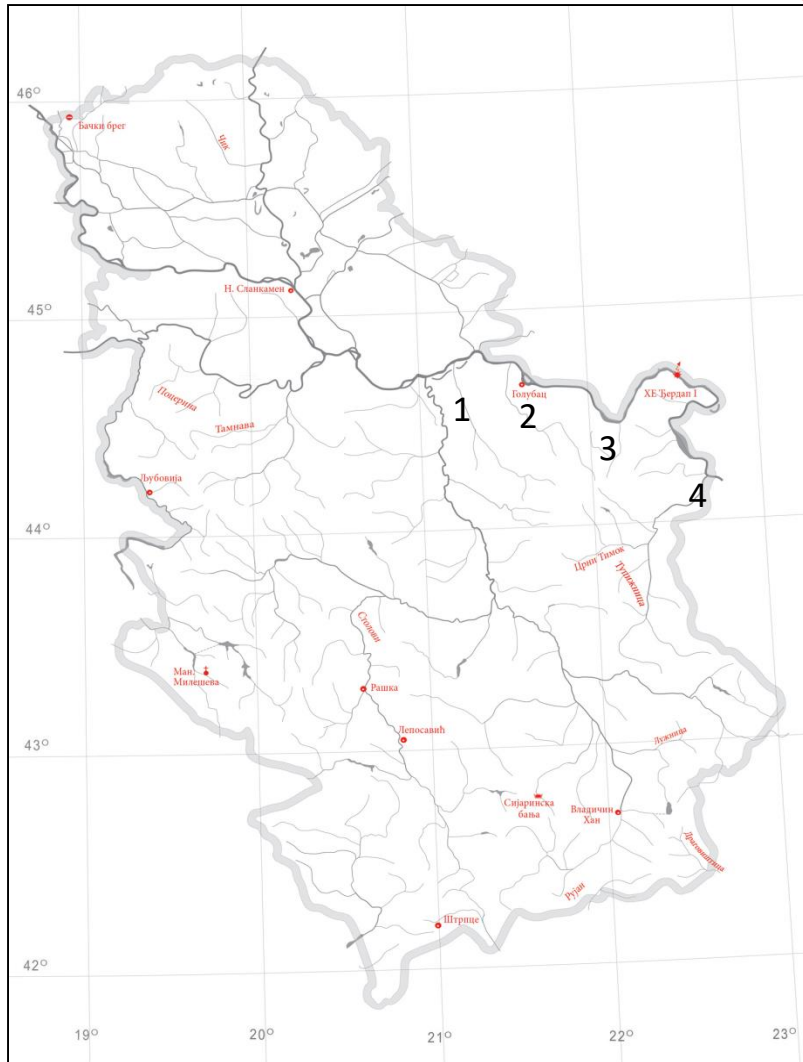 46°
Бачки брег
Чик
45°
Н. Сланкамен
Голубац
ХЕ Ђердап I
1
2
3
4
Поцерина
Тамнава
Љубовија
44°
Црни Тимок
Тупижница
Столови
Ман.
Милешева
Рашка
Лепосавић
43°
Лужница
Сијаринска
бања
Владичин
Хан
Драговиштица
Рујан
Штрпце
42°
19°
20°
21°
22°
23°